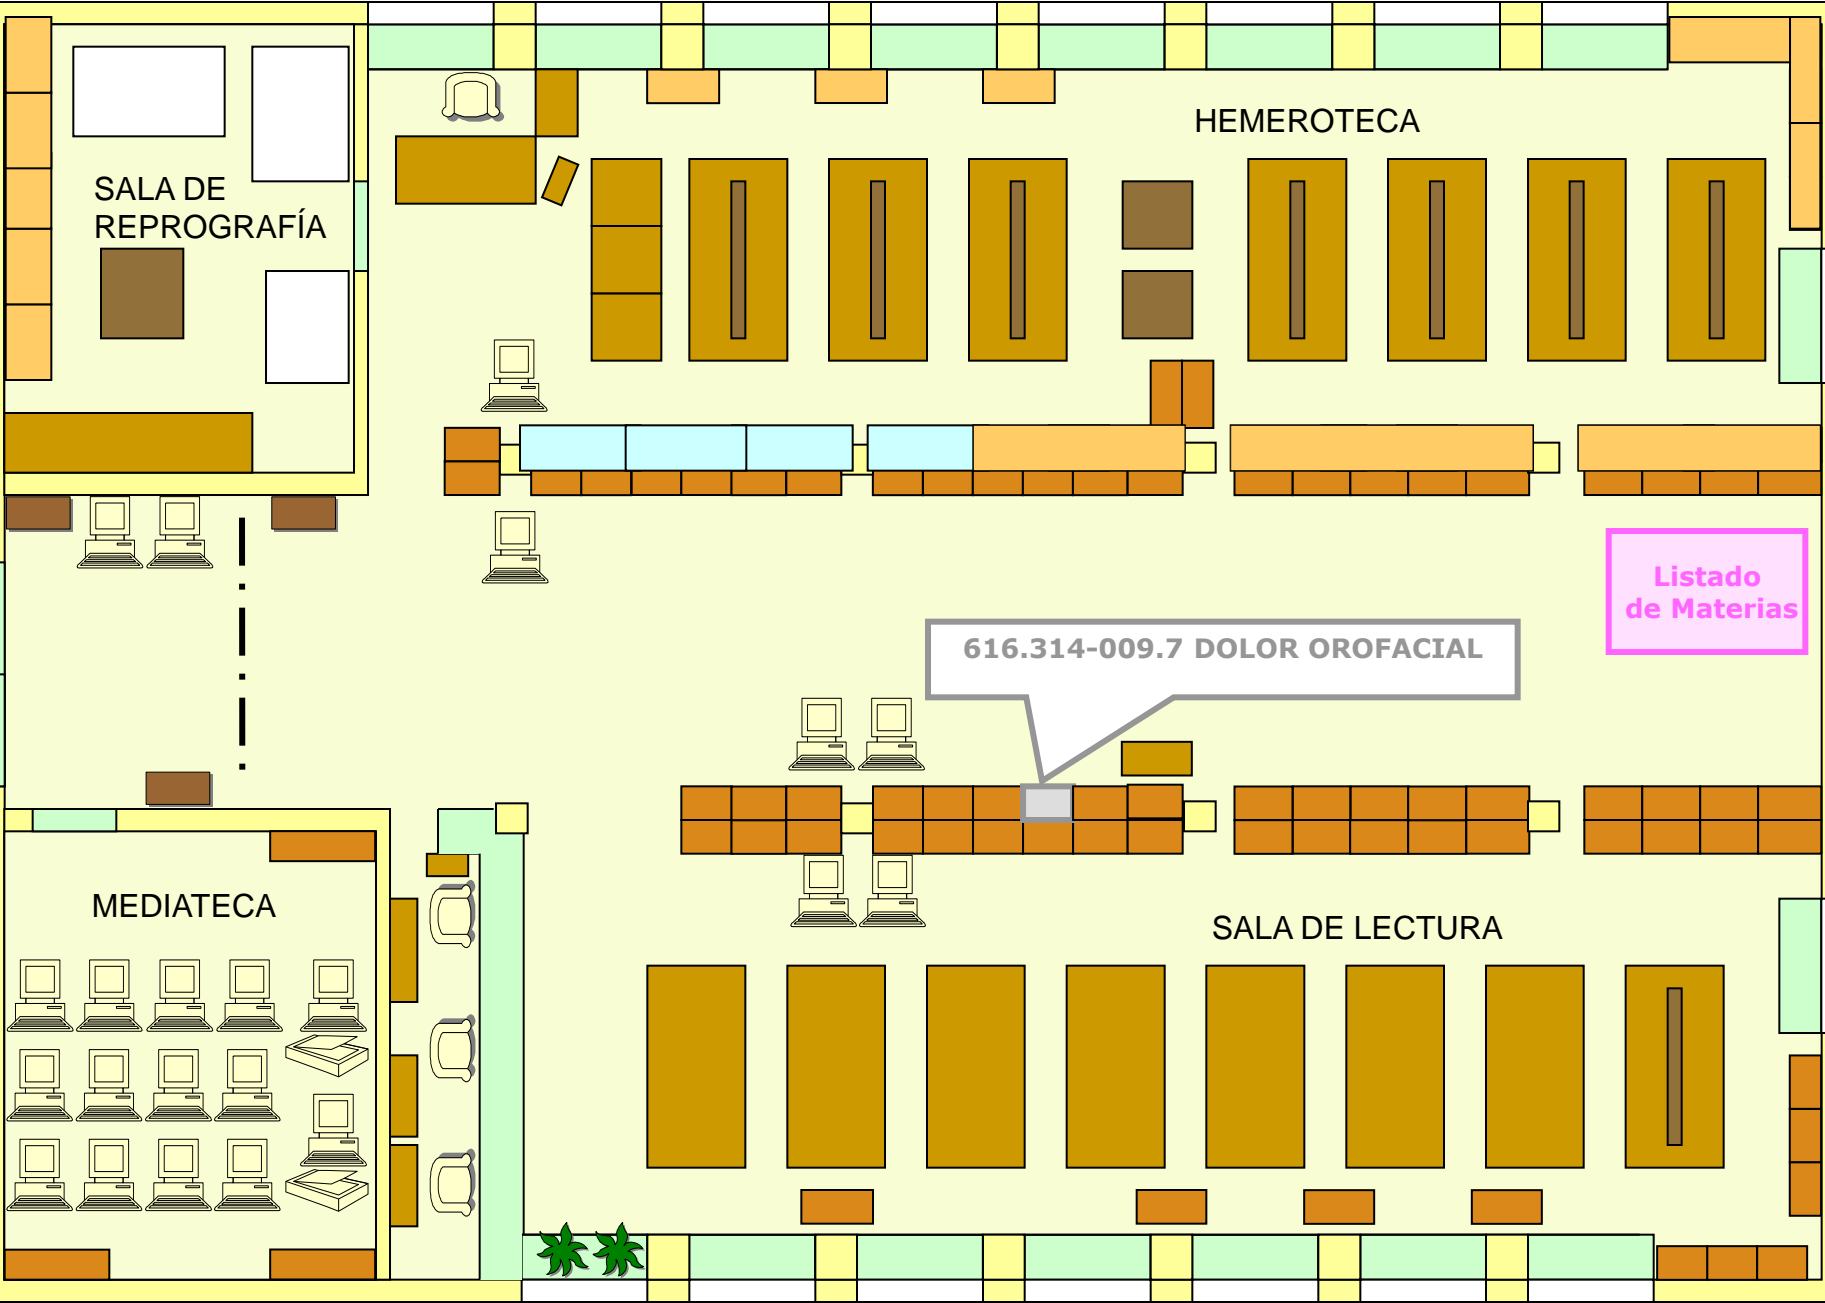 HEMEROTECA
SALA DE
REPROGRAFÍA
Listado
de Materias
616.314-009.7 DOLOR OROFACIAL
MEDIATECA
SALA DE LECTURA